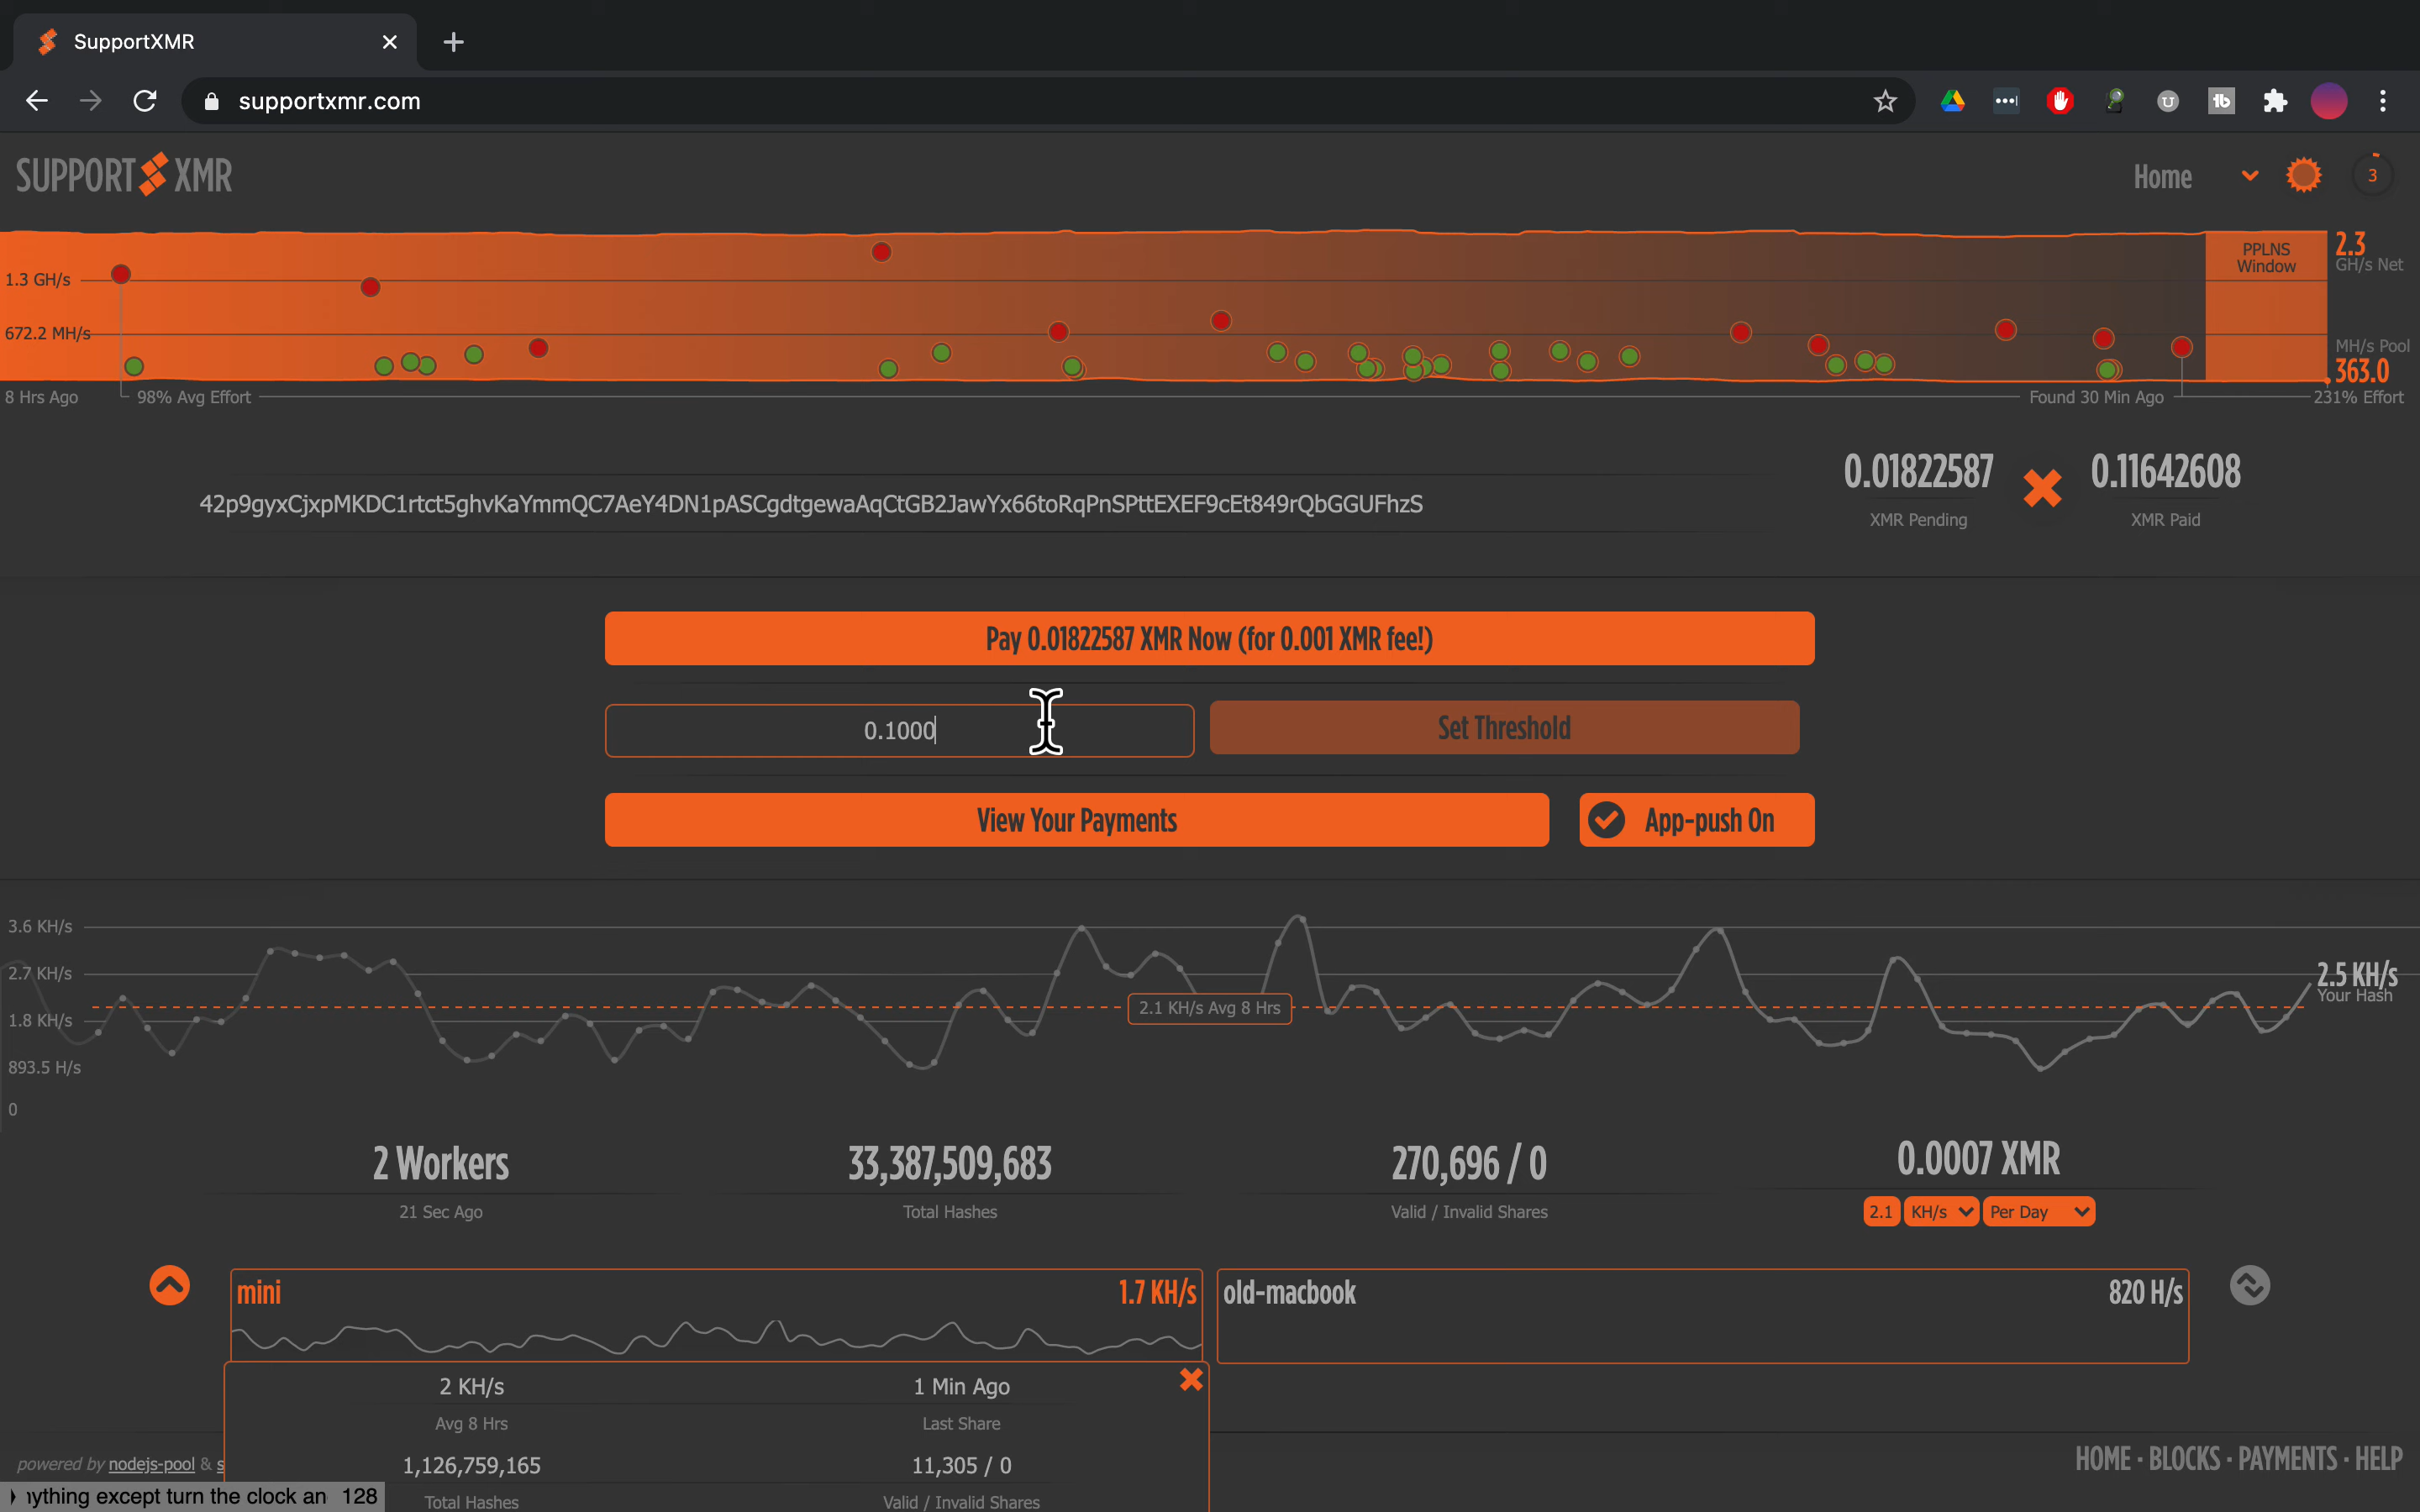 SupportXMR
supportxmr.com
SUPPORT XMR
Home
3
PPLNS
Window
2.3
GH/s Net
1.3 GH/s
672.2 MH/s
MH/s Pool
363.0
8 Hrs Ago
98% Avg Effort
Found 30 Min Ago
231% Effort
42p9gyxCjxpMKDC1rtct5ghvKaYmmQC7AeY4DN1pASCgdtgewaAqCtGB2JawYx66toRqPnSPttEXEF9cEt849rQbGGUFhzS
0.01822587
XMR Pending
0.11642608
XMR Paid
Pay 0.01822587 XMR Now (for 0.001 XMR fee!)
0.1000
Set Threshold
View Your Payments
App-push On
3.6 KH/s
2.7 KH/s
1.8 KH/s
893.5 H/s
0
2.1 KH/s Avg 8 Hrs
2.5 KH/s
Your Hash
2 Workers
21 Sec Ago
33,387,509,683
Total Hashes
270,696 / 0
Valid / Invalid Shares
0.0007 XMR
2.1 KH/s Per Day
mini
1.7 KH/s
old-macbook
820 H/s
2 KH/s
Avg 8 Hrs
1 Min Ago
Last Share
1,126,759,165
Total Hashes
11,305 / 0
Valid / Invalid Shares
powered by nodejs-pool & s
HOME · BLOCKS · PAYMENTS · HELP
ything except turn the clock an 128